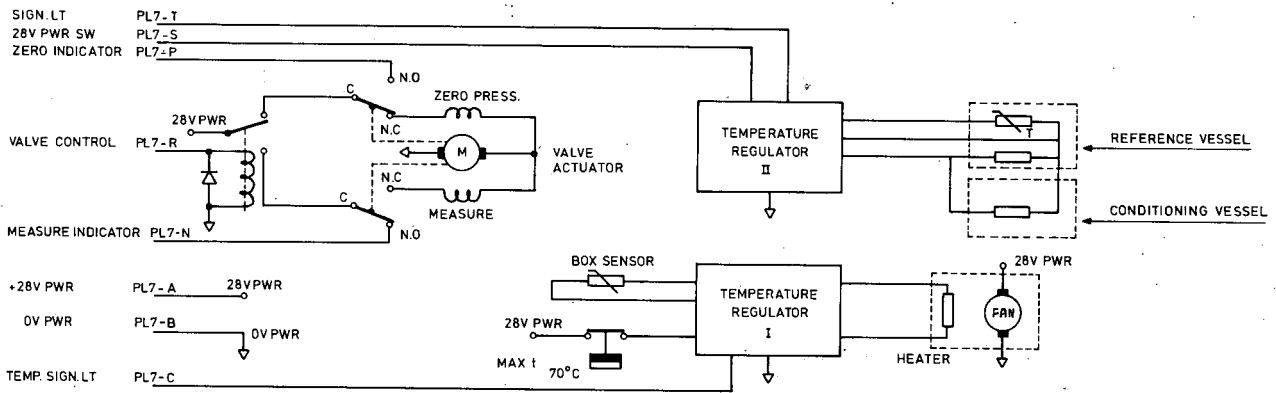 SIGN.LT PL7-T
28V PWR SW PL7-S
ZERO INDICATOR PL7-P
N.O
C
ZERO PRESS.
28V PWR
N.C
VALVE CONTROL PL7-R
M
VALVE
ACTUATOR
N.C
C
MEASURE
MEASURE INDICATOR PL7-N
N.O
TEMPERATURE
REGULATOR
II
T
REFERENCE VESSEL
CONDITIONING VESSEL
+28V PWR PL7-A 28V PWR
0V PWR PL7-B 0V PWR
BOX SENSOR
28V PWR
MAX t
70°C
TEMPERATURE
REGULATOR
I
28V PWR
FAN
HEATER
TEMP. SIGN.LT PL7-C